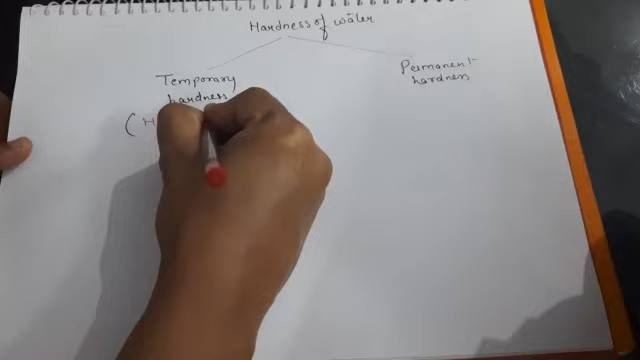 Hardness of water
Temporary
hardness
Permanent
hardness
(H